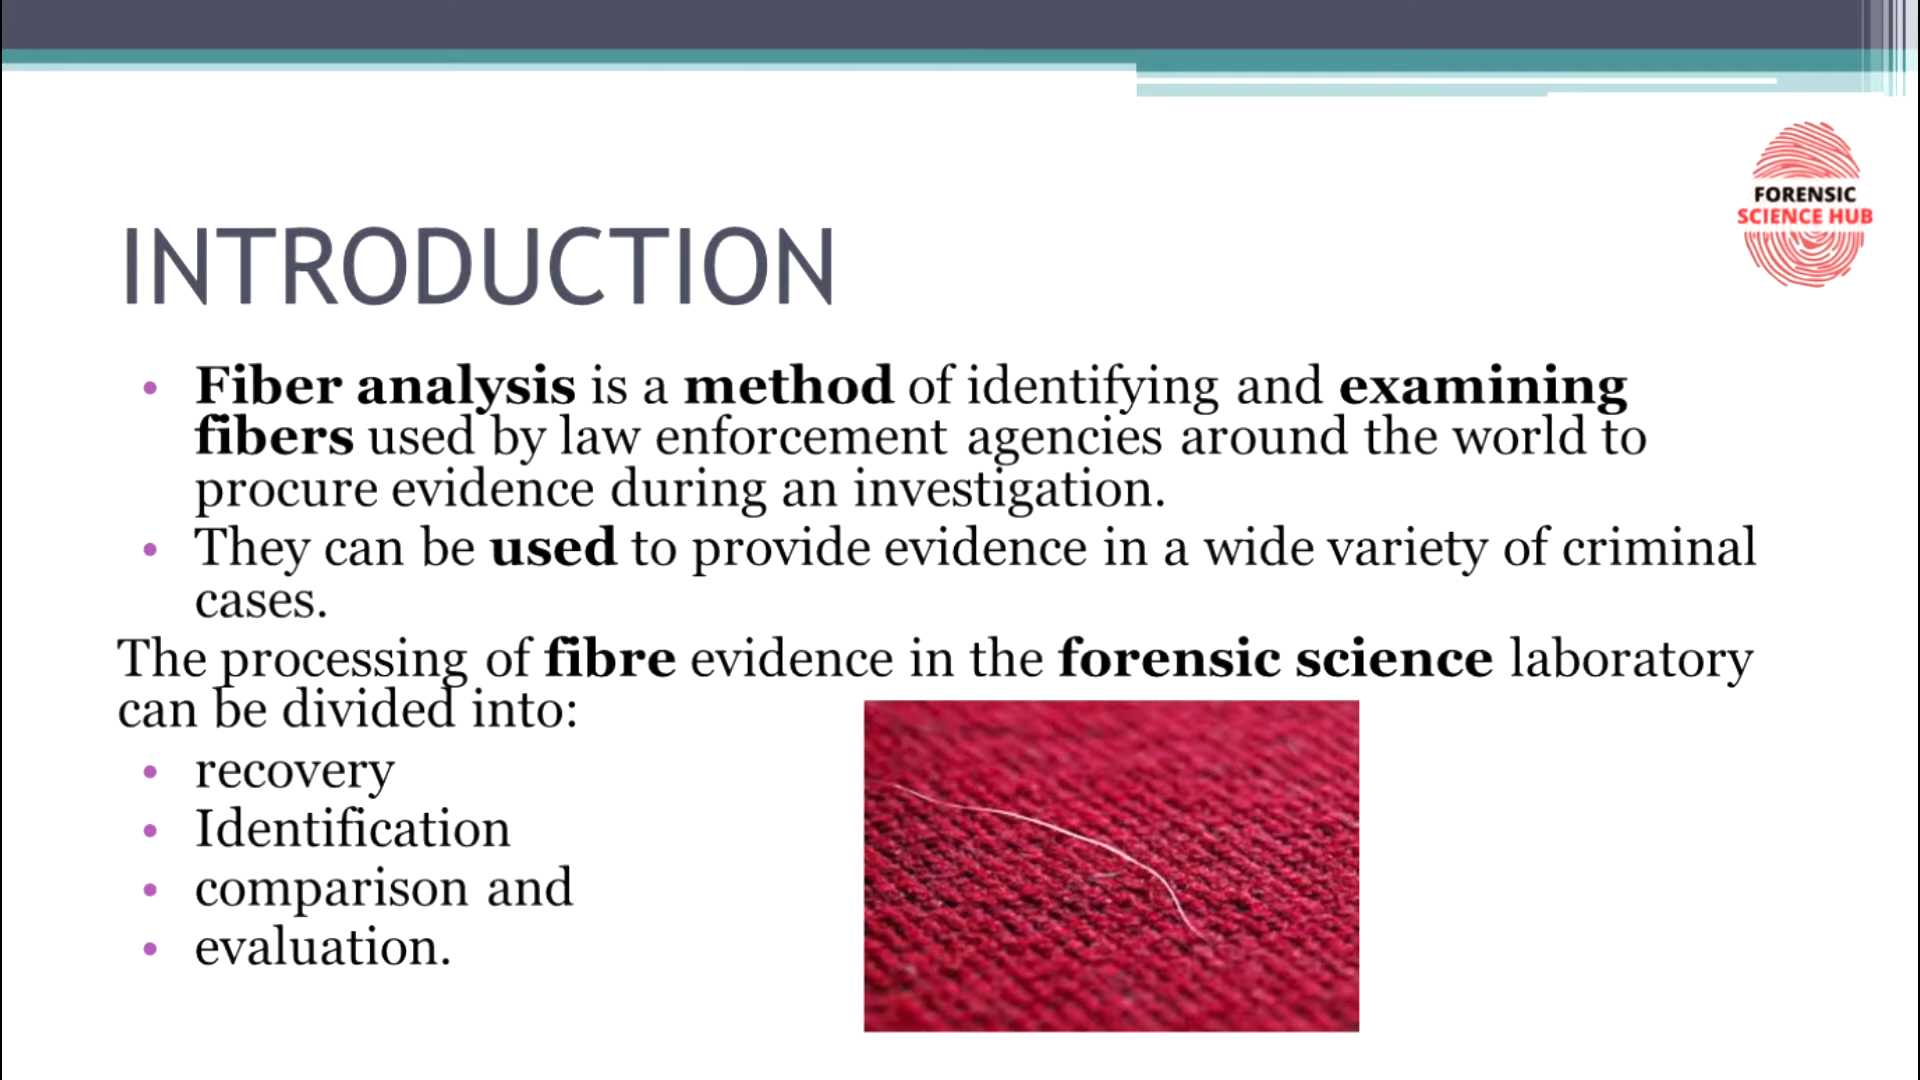 FORENSIC
SCIENCE HUB
INTRODUCTION
• Fiber analysis is a method of identifying and examining
fibers used by law enforcement agencies around the world to
procure evidence during an investigation.
• They can be used to provide evidence in a wide variety of criminal
cases.
The processing of fibre evidence in the forensic science laboratory
can be divided into:
• recovery
• Identification
• comparison and
• evaluation.